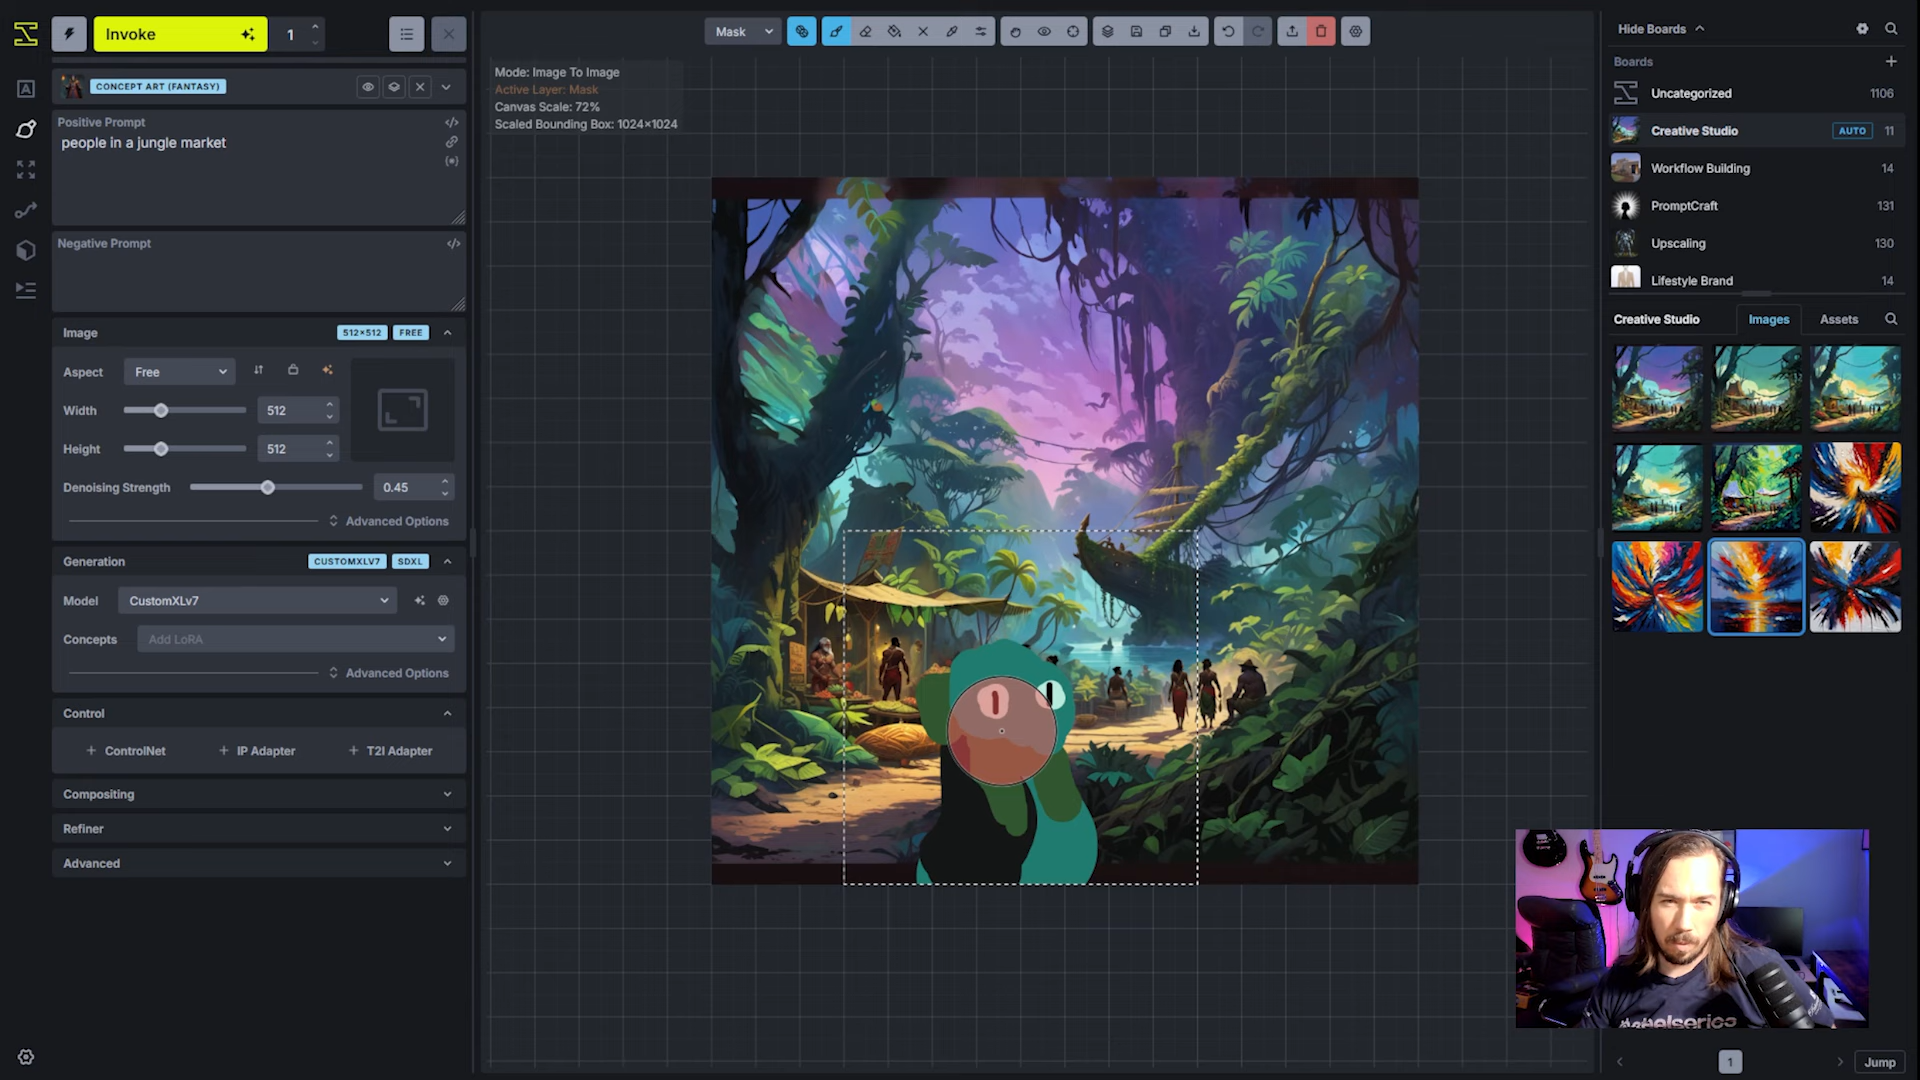 Invoke
1
CONCEPT ART (FANTASY)
Positive Prompt
people in a jungle market
Negative Prompt
Image
512×512
FREE
Aspect
Free
Width
512
Height
512
Denoising Strength
0.45
Advanced Options
Generation
CUSTOMXLV7
SDXL
Model
CustomXLv7
Concepts
Add LoRA
Advanced Options
Control
+ ControlNet
+ IP Adapter
+ T2I Adapter
Compositing
Refiner
Advanced
Mask
Mode: Image To Image
Active Layer: Mask
Canvas Scale: 72%
Scaled Bounding Box: 1024×1024
Hide Boards
Boards
Uncategorized
1106
Creative Studio
AUTO
11
Workflow Building
14
PromptCraft
131
Upscaling
130
Lifestyle Brand
14
Creative Studio
Images
Assets
1
Jump